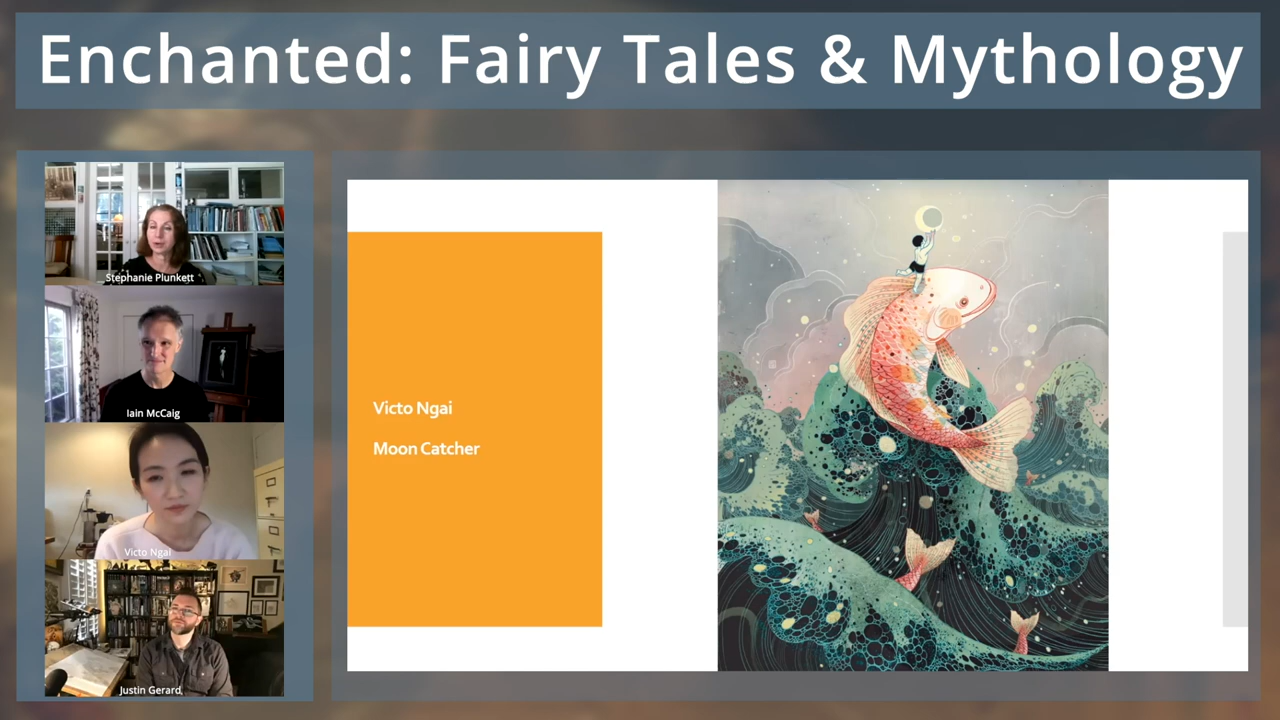 Enchanted: Fairy Tales & Mythology
Stephanie Plunkett
Iain McCaig
Victo Ngai
Justin Gerard
Victo Ngai
Moon Catcher